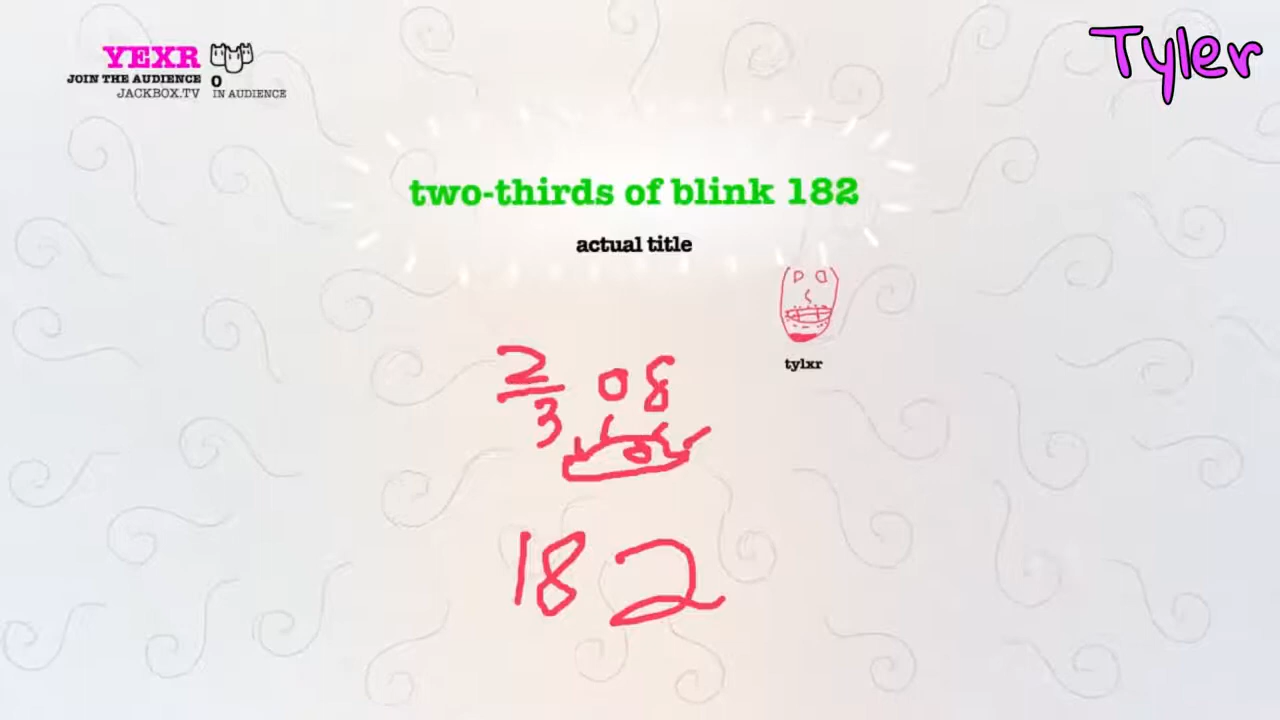 YEXR
JOIN THE AUDIENCE 0
JACKBOX.TV IN AUDIENCE
Tyler
two-thirds of blink 182
actual title
tylxr
2/3 08
182